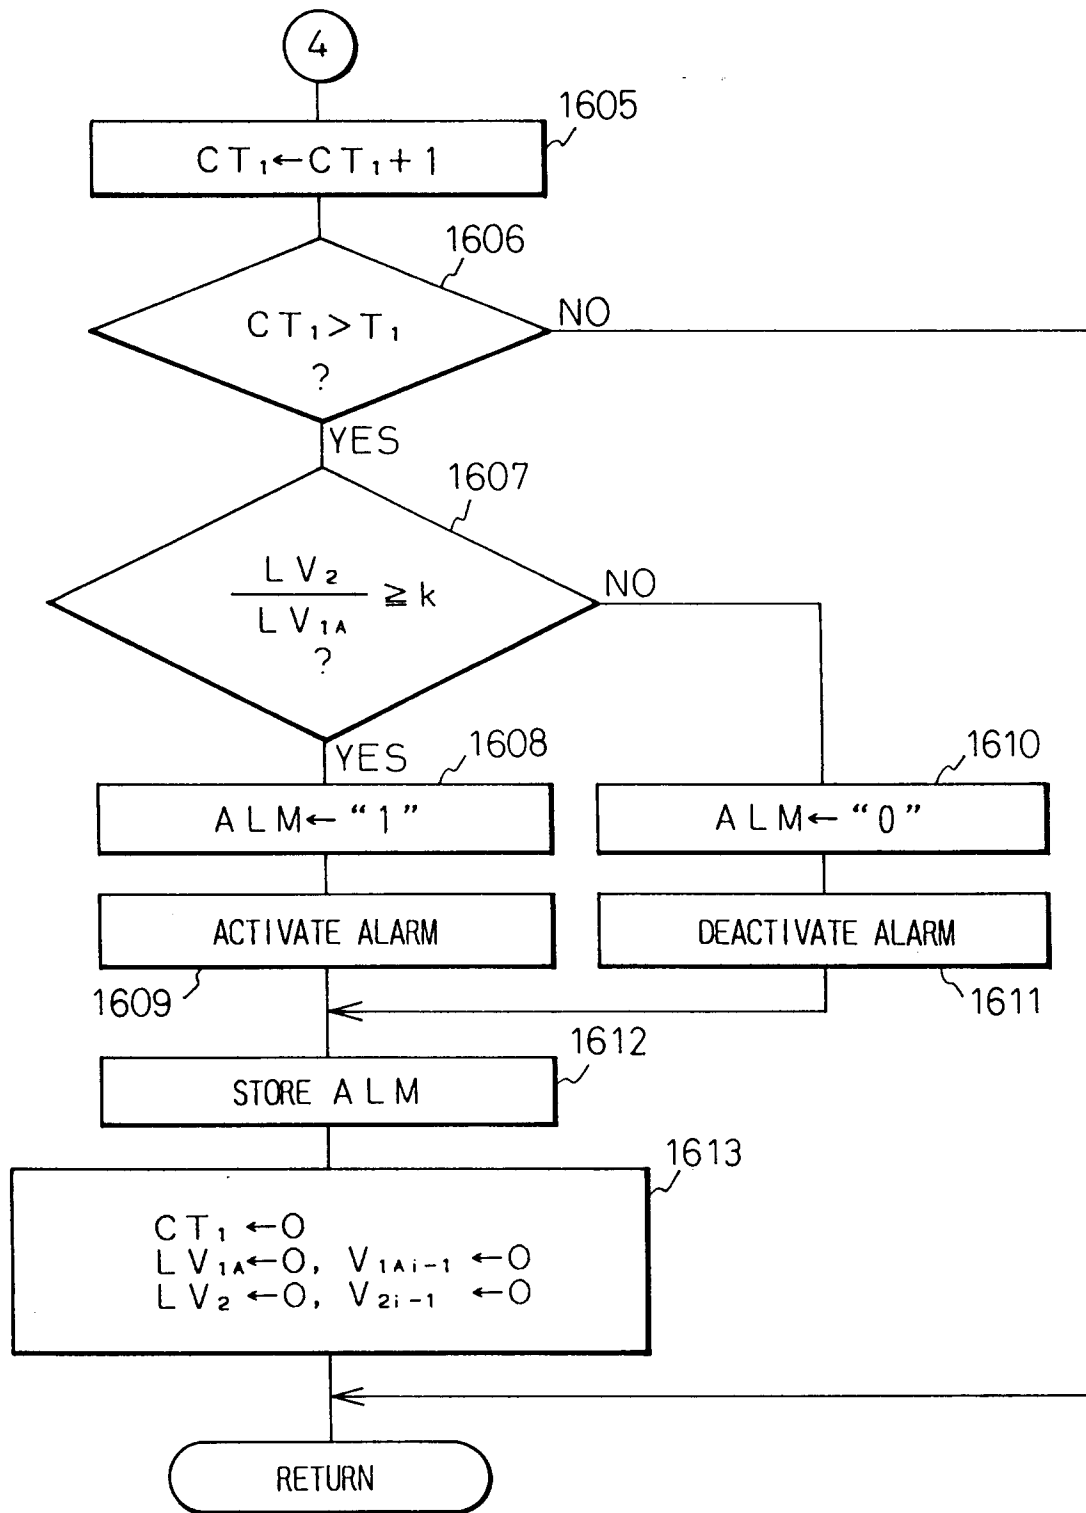 4
1605
CT₁←CT₁+1
1606
CT₁>T₁
?
NO
YES
1607
LV₂
LV₁A
≧ k
?
NO
YES
1608
ALM← "1"
1610
ALM← "0"
ACTIVATE ALARM
1609
DEACTIVATE ALARM
1611
1612
STORE ALM
1613
CT₁ ←0
LV₁A←0, V₁Ai-1 ←0
LV₂ ←0, V₂i-1 ←0
RETURN